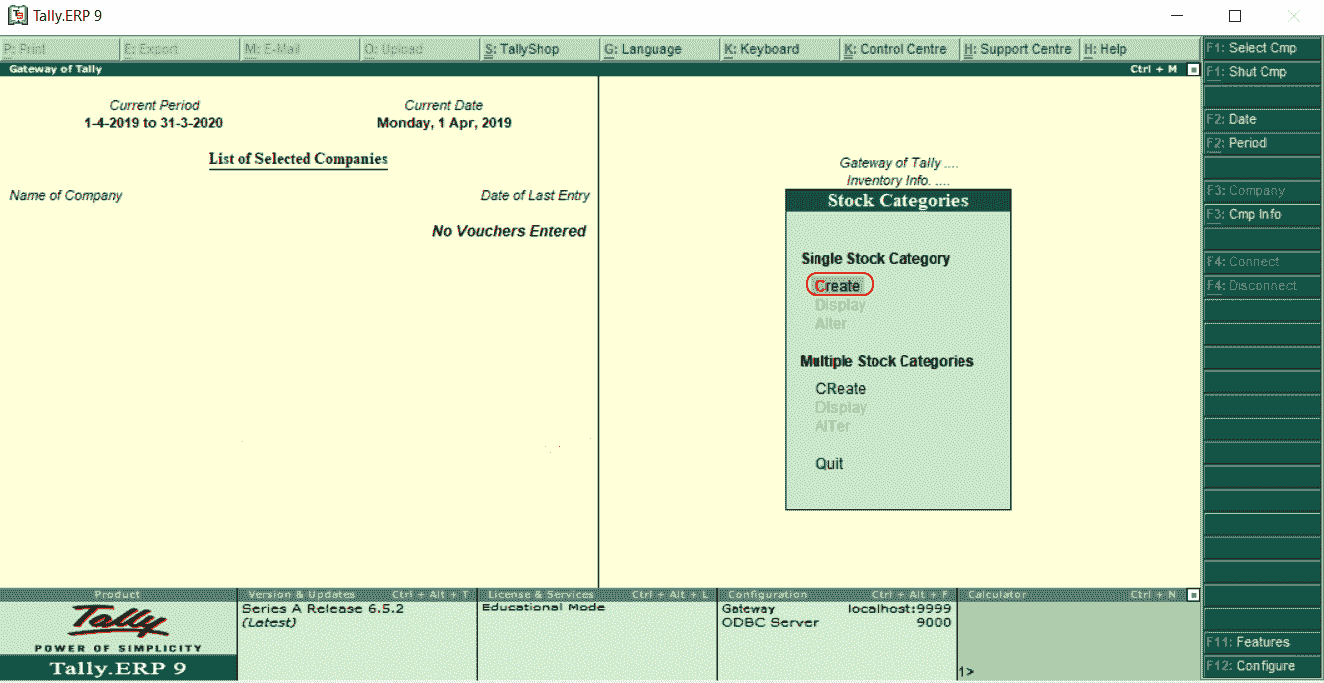 Tally.ERP 9
P: Print E: Export M: E-Mail O: Upload S: TallyShop G: Language K: Keyboard K: Control Centre H: Support Centre H: Help
Gateway of Tally Ctrl + M
Current Period Current Date
1-4-2019 to 31-3-2020 Monday, 1 Apr, 2019
List of Selected Companies
Name of Company Date of Last Entry
No Vouchers Entered
Gateway of Tally ....
Inventory Info. ....
Stock Categories
Single Stock Category
Create
Display
Alter
Multiple Stock Categories
CReate
DIsplay
AlTer
Quit
F1: Select Cmp
F1: Shut Cmp
F2: Date
F2: Period
F3: Company
F3: Cmp Info
F4: Connect
F4: Disconnect
F11: Features
F12: Configure
Product
Tally
POWER OF SIMPLICITY
Tally.ERP 9
Version & Updates Ctrl + Alt + T
Series A Release 6.5.2
(Latest)
License & Services Ctrl + Alt + L
Educational Mode
Configuration Ctrl + Alt + F
Gateway localhost:9999
ODBC Server 9000
Calculator Ctrl + N
1>